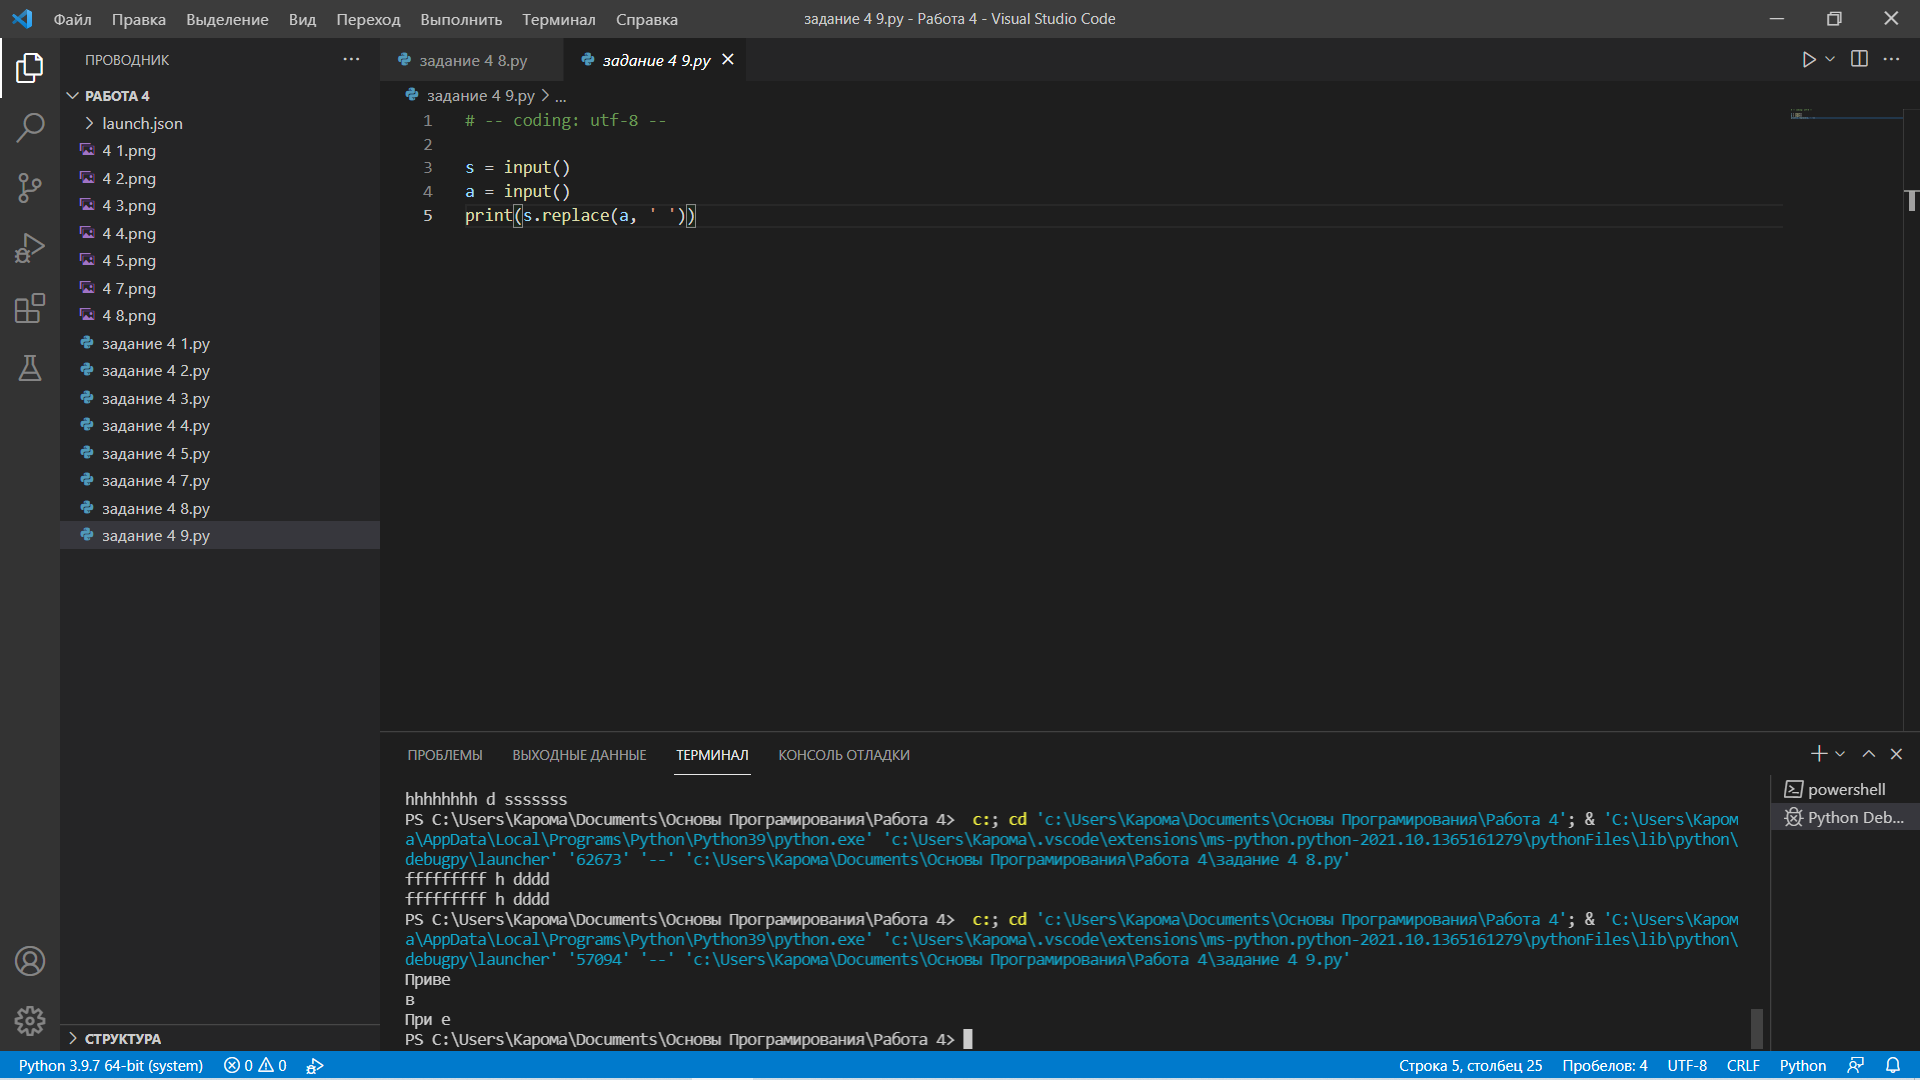 Файл Правка Выделение Вид Переход Выполнить Терминал Справка
задание 4 9.py - Работа 4 - Visual Studio Code
ПРОВОДНИК
РАБОТА 4
launch.json
4 1.png
4 2.png
4 3.png
4 4.png
4 5.png
4 7.png
4 8.png
задание 4 1.py
задание 4 2.py
задание 4 3.py
задание 4 4.py
задание 4 5.py
задание 4 7.py
задание 4 8.py
задание 4 9.py
СТРУКТУРА
задание 4 8.py
задание 4 9.py
задание 4 9.py > ...
1 # -- coding: utf-8 --
2
3 s = input()
4 a = input()
5 print(s.replace(a, ' '))
ПРОБЛЕМЫ ВЫХОДНЫЕ ДАННЫЕ ТЕРМИНАЛ КОНСОЛЬ ОТЛАДКИ
hhhhhhhh d sssssss
PS C:\Users\Карома\Documents\Основы Програмирования\Работа 4>  c:; cd 'c:\Users\Карома\Documents\Основы Програмирования\Работа 4'; & 'C:\Users\Каром
а\AppData\Local\Programs\Python\Python39\python.exe' 'c:\Users\Карома\.vscode\extensions\ms-python.python-2021.10.1365161279\pythonFiles\lib\python\
debugpy\launcher' '62673' '--' 'c:\Users\Карома\Documents\Основы Програмирования\Работа 4\задание 4 8.py'
fffffffff h dddd
fffffffff h dddd
PS C:\Users\Карома\Documents\Основы Програмирования\Работа 4>  c:; cd 'c:\Users\Карома\Documents\Основы Програмирования\Работа 4'; & 'C:\Users\Каром
а\AppData\Local\Programs\Python\Python39\python.exe' 'c:\Users\Карома\.vscode\extensions\ms-python.python-2021.10.1365161279\pythonFiles\lib\python\
debugpy\launcher' '57094' '--' 'c:\Users\Карома\Documents\Основы Програмирования\Работа 4\задание 4 9.py'
Приве
в
При е
PS C:\Users\Карома\Documents\Основы Програмирования\Работа 4>
powershell
Python Deb...
Python 3.9.7 64-bit (system) 0 0
Строка 5, столбец 25 Пробелов: 4 UTF-8 CRLF Python